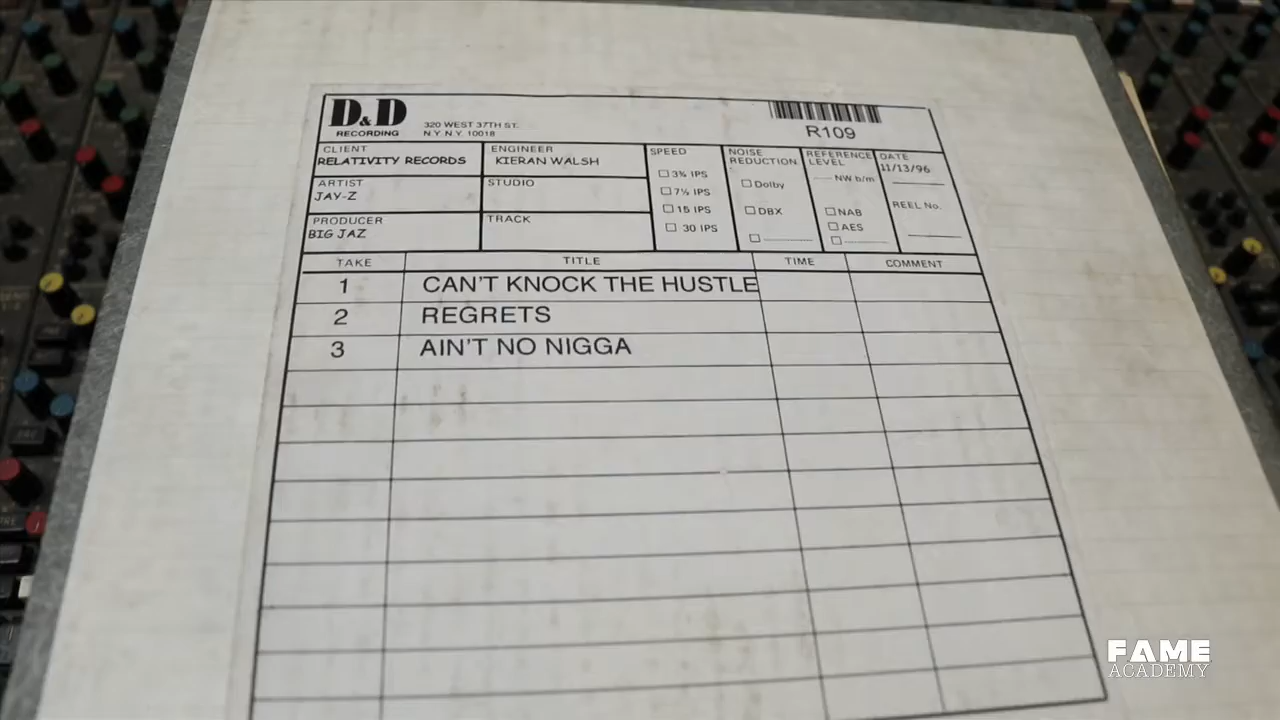 D&D
RECORDING
320 WEST 37TH ST.
N.Y. N.Y. 10018
R109
CLIENT
RELATIVITY RECORDS
ENGINEER
KIERAN WALSH
SPEED
NOISE
REDUCTION
REFERENCE
LEVEL
DATE
11/13/96
ARTIST
JAY-Z
STUDIO
PRODUCER
BIG JAZ
TRACK
3¾ IPS
7½ IPS
15 IPS
30 IPS
Dolby
DBX
NW b/m
NAB
AES
REEL No.
TAKE TITLE TIME COMMENT
1 CAN'T KNOCK THE HUSTLE
2 REGRETS
3 AIN'T NO NIGGA
FAME
ACADEMY